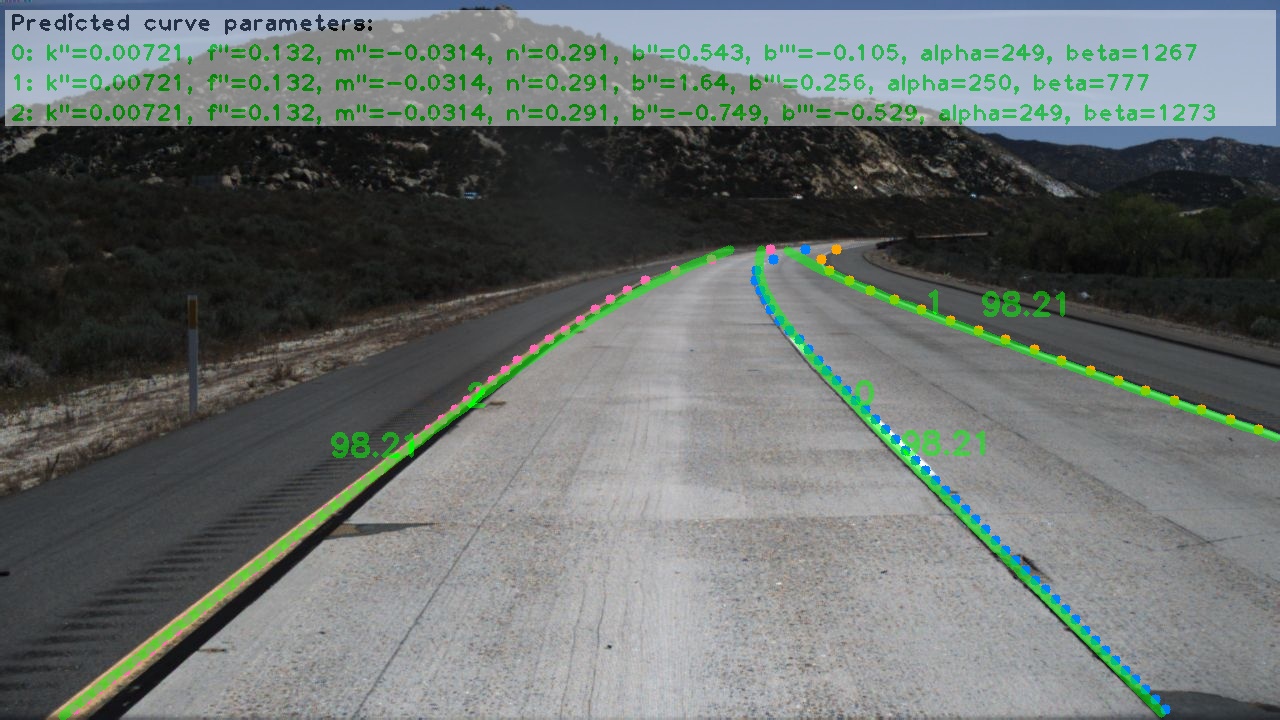 Predicted curve parameters:
0: k''=0.00721, f''=0.132, m''=-0.0314, n'=0.291, b''=0.543, b'''=-0.105, alpha=249, beta=1267
1: k''=0.00721, f''=0.132, m''=-0.0314, n'=0.291, b''=1.64, b'''=0.256, alpha=250, beta=777
2: k''=0.00721, f''=0.132, m''=-0.0314, n'=0.291, b''=-0.749, b'''=-0.529, alpha=249, beta=1273
1 98.21
2
0
98.21
98.21